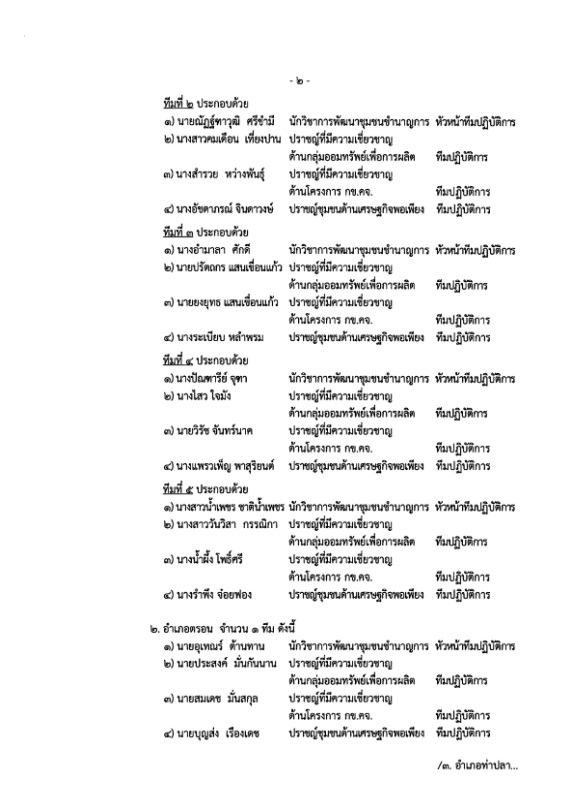 - ๒ -
ทีมที่ ๒ ประกอบด้วย
๑) นายณัฏฐ์ฑาวุฒิ ศรีชำมี นักวิชาการพัฒนาชุมชนชำนาญการ หัวหน้าทีมปฏิบัติการ
๒) นางสาวคมเดือน เที่ยงปาน ปราชญ์ที่มีความเชี่ยวชาญ
ด้านกลุ่มออมทรัพย์เพื่อการผลิต ทีมปฏิบัติการ
๓) นางสำรวย หว่างพันธุ์ ปราชญ์ที่มีความเชี่ยวชาญ
ด้านโครงการ กข.คจ. ทีมปฏิบัติการ
๔) นางอัชดาภรณ์ จินดาวงษ์ ปราชญ์ชุมชนด้านเศรษฐกิจพอเพียง ทีมปฏิบัติการ
ทีมที่ ๓ ประกอบด้วย
๑) นางอำมาลา ศักดี นักวิชาการพัฒนาชุมชนชำนาญการ หัวหน้าทีมปฏิบัติการ
๒) นายปรัตถกร แสนเขื่อนแก้ว ปราชญ์ที่มีความเชี่ยวชาญ
ด้านกลุ่มออมทรัพย์เพื่อการผลิต ทีมปฏิบัติการ
๓) นายยงยุทธ แสนเขื่อนแก้ว ปราชญ์ที่มีความเชี่ยวชาญ
ด้านโครงการ กข.คจ. ทีมปฏิบัติการ
๔) นางระเบียบ หลำพรม ปราชญ์ชุมชนด้านเศรษฐกิจพอเพียง ทีมปฏิบัติการ
ทีมที่ ๔ ประกอบด้วย
๑) นางปัณฑารีย์ จุฑา นักวิชาการพัฒนาชุมชนชำนาญการ หัวหน้าทีมปฏิบัติการ
๒) นางไสว ใจมั่ง ปราชญ์ที่มีความเชี่ยวชาญ
ด้านกลุ่มออมทรัพย์เพื่อการผลิต ทีมปฏิบัติการ
๓) นายวิรัช จันทร์นาค ปราชญ์ที่มีความเชี่ยวชาญ
ด้านโครงการ กข.คจ. ทีมปฏิบัติการ
๔) นางแพรวเพ็ญ พาสุริยนต์ ปราชญ์ชุมชนด้านเศรษฐกิจพอเพียง ทีมปฏิบัติการ
ทีมที่ ๕ ประกอบด้วย
๑) นางสาวน้ำเพชร ชาติน้ำเพชร นักวิชาการพัฒนาชุมชนชำนาญการ หัวหน้าทีมปฏิบัติการ
๒) นางสาววันวิสา กรรณิกา ปราชญ์ที่มีความเชี่ยวชาญ
ด้านกลุ่มออมทรัพย์เพื่อการผลิต ทีมปฏิบัติการ
๓) นางน้ำผึ้ง โพธิ์ศรี ปราชญ์ที่มีความเชี่ยวชาญ
ด้านโครงการ กข.คจ. ทีมปฏิบัติการ
๔) นางรำพึง จ๋อยฟอง ปราชญ์ชุมชนด้านเศรษฐกิจพอเพียง ทีมปฏิบัติการ
๒. อำเภอตรอน จำนวน ๑ ทีม ดังนี้
๑) นายอุเทณร์ ด้านทาน นักวิชาการพัฒนาชุมชนชำนาญการ หัวหน้าทีมปฏิบัติการ
๒) นายประสงค์ มั่นกันนาน ปราชญ์ที่มีความเชี่ยวชาญ
ด้านกลุ่มออมทรัพย์เพื่อการผลิต ทีมปฏิบัติการ
๓) นายสมเดช มั่นสกุล ปราชญ์ที่มีความเชี่ยวชาญ
ด้านโครงการ กข.คจ. ทีมปฏิบัติการ
๔) นายบุญส่ง เรืองเดช ปราชญ์ชุมชนด้านเศรษฐกิจพอเพียง ทีมปฏิบัติการ
/๓. อำเภอท่าปลา...